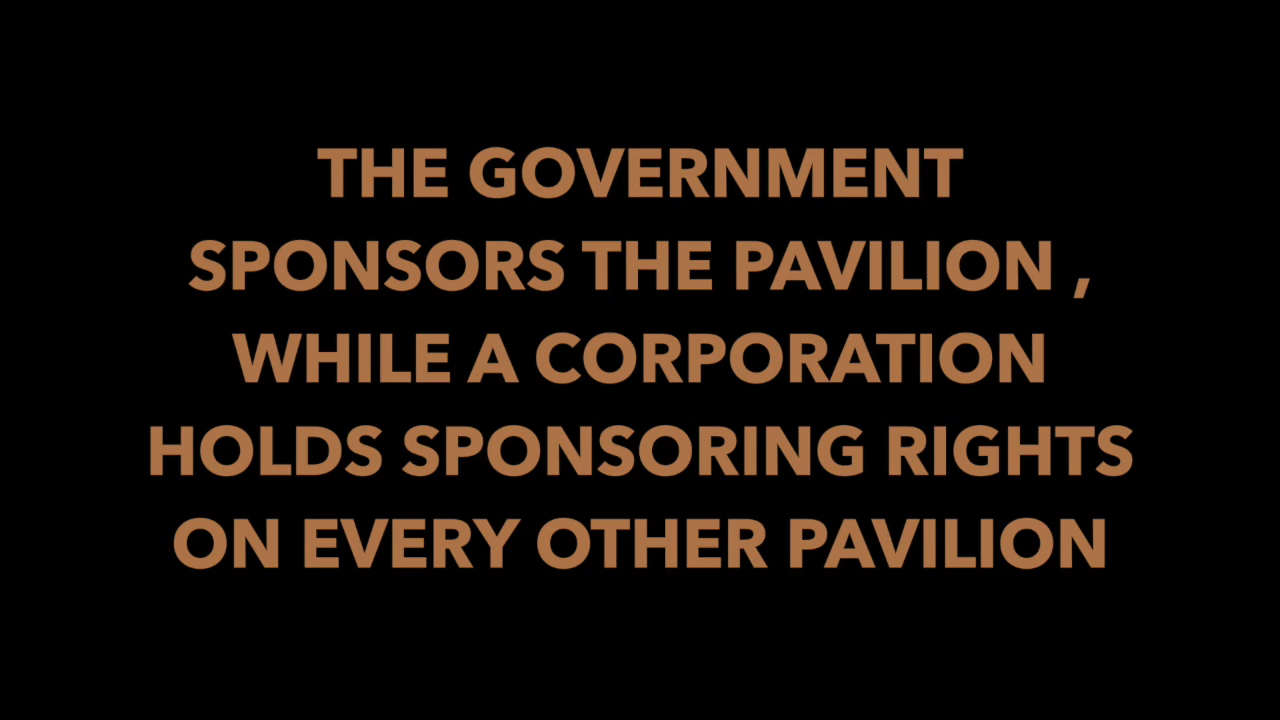 THE GOVERNMENT
SPONSORS THE PAVILION ,
WHILE A CORPORATION
HOLDS SPONSORING RIGHTS
ON EVERY OTHER PAVILION